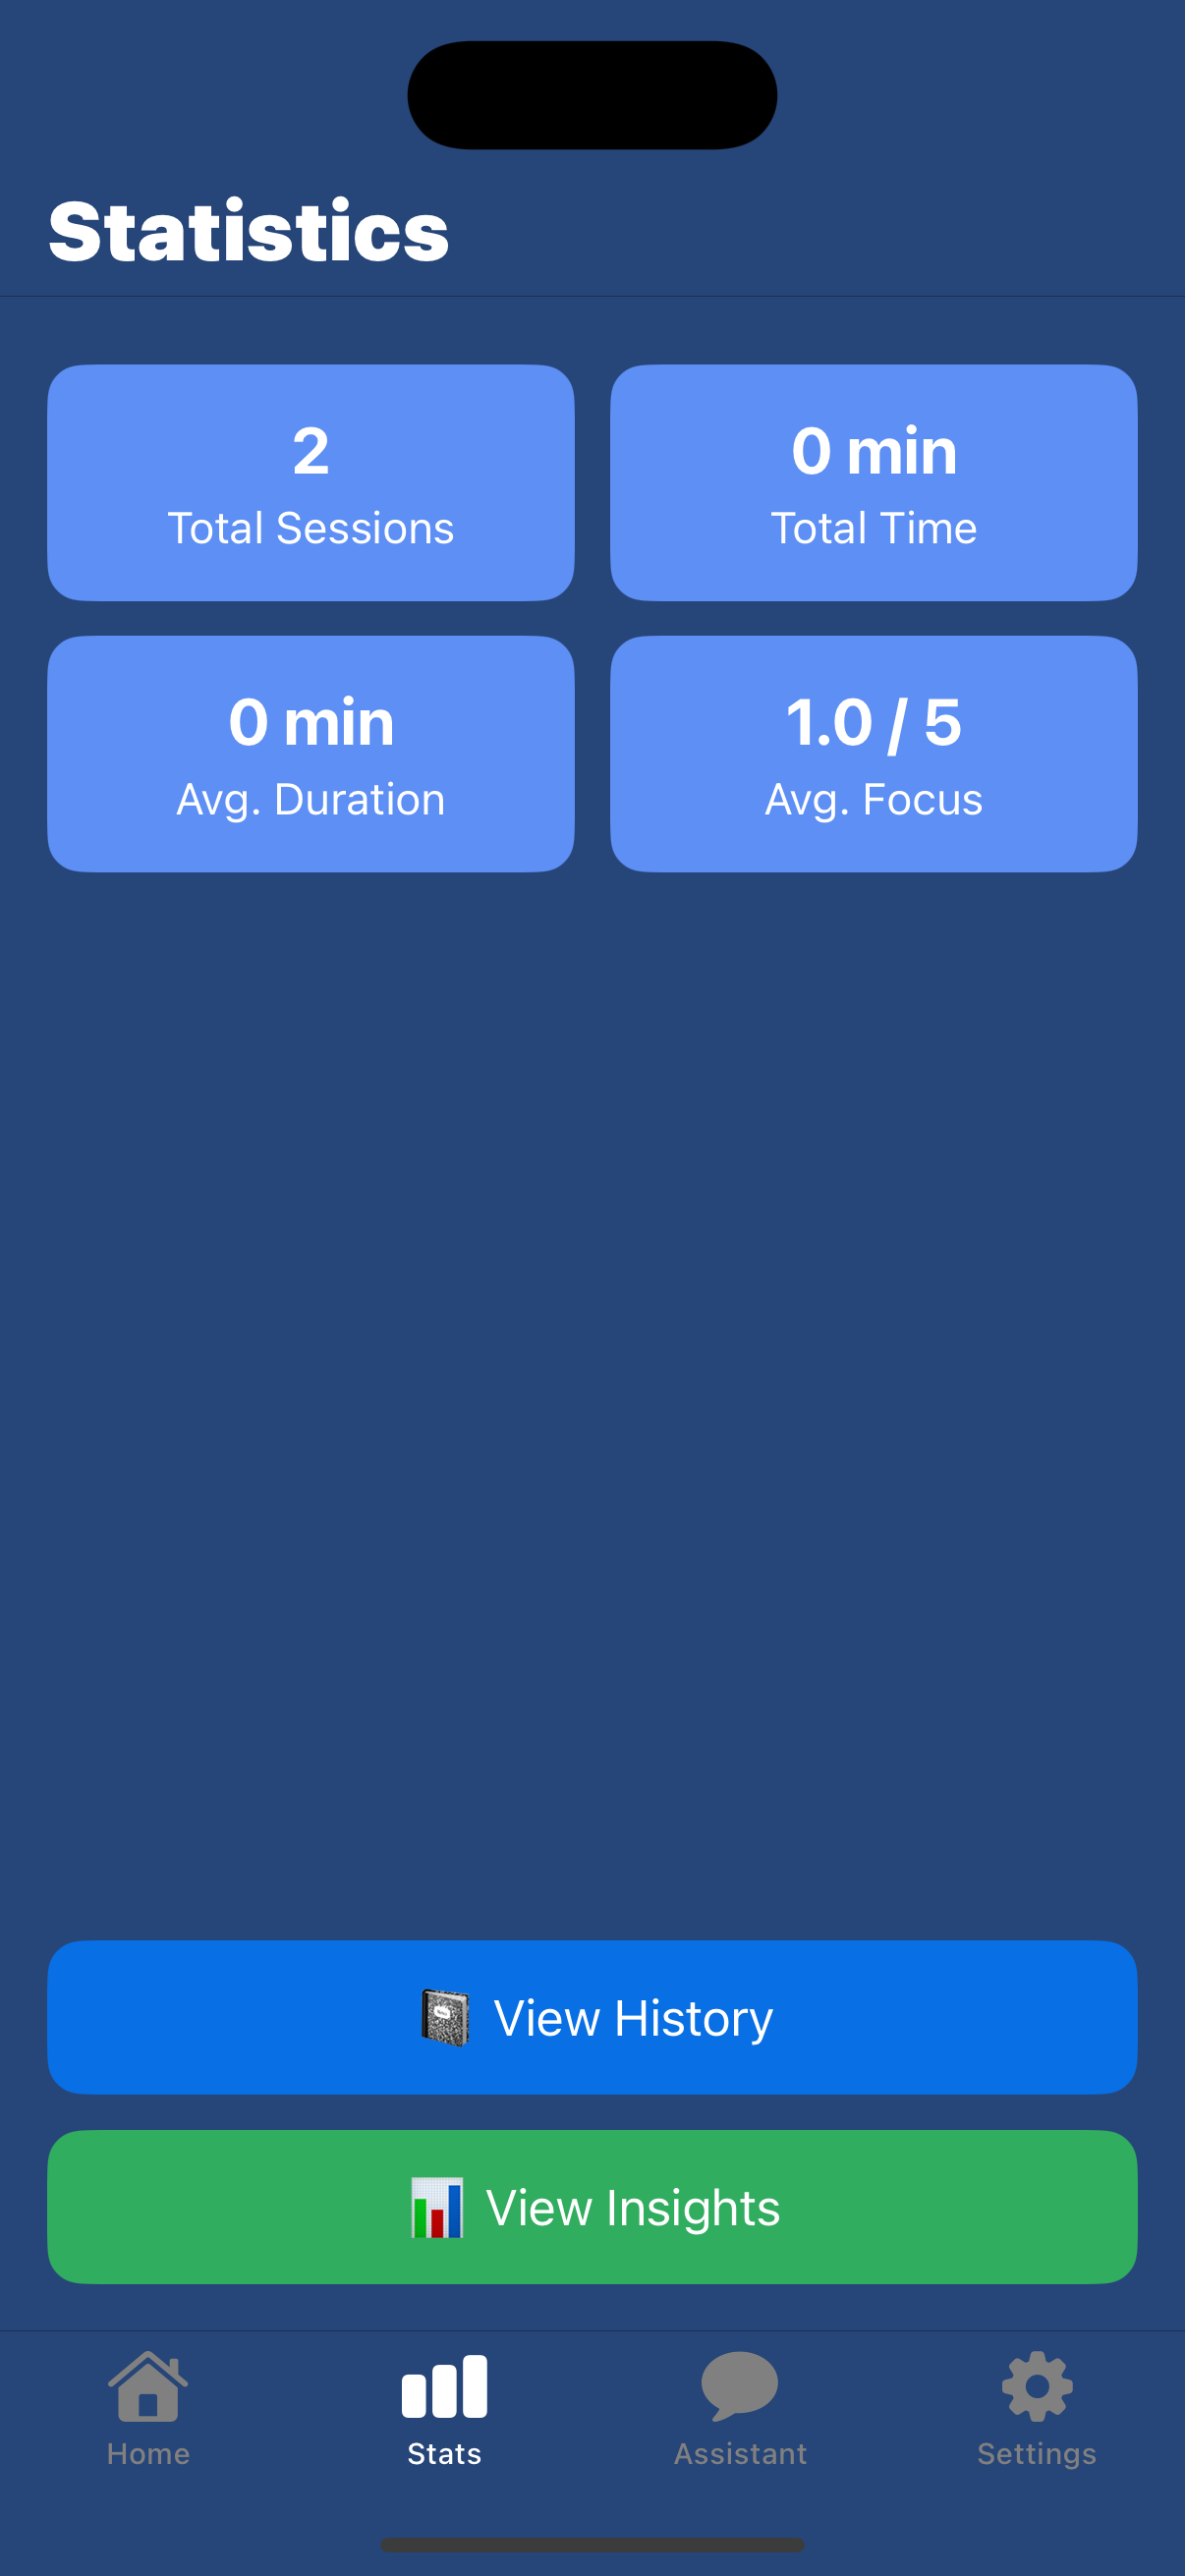 Statistics
2
Total Sessions
0 min
Total Time
0 min
Avg. Duration
1.0 / 5
Avg. Focus
View History
View Insights
Home
Stats
Assistant
Settings